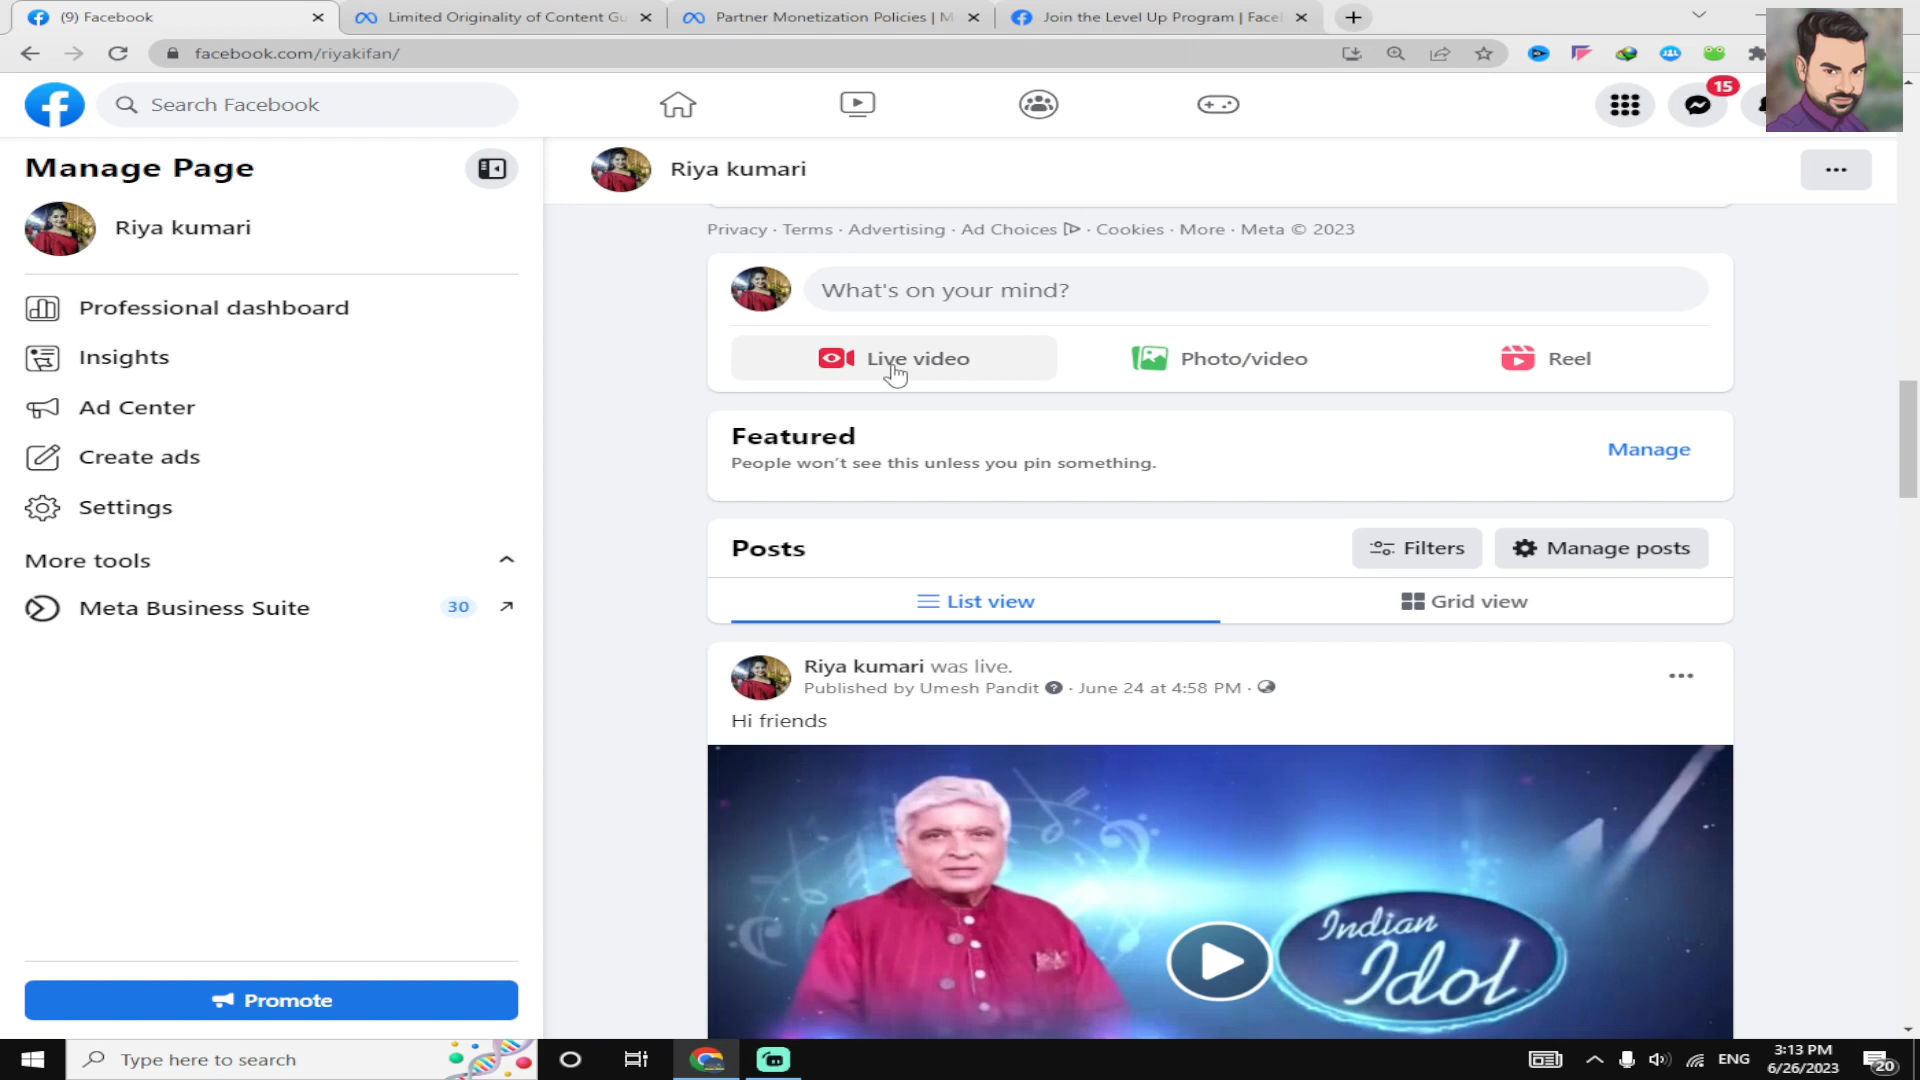 (9) Facebook
Limited Originality of Content Gu
Partner Monetization Policies | M
Join the Level Up Program | Face
facebook.com/riyakifan/
Search Facebook
15
Manage Page
Riya kumari
Professional dashboard
Insights
Ad Center
Create ads
Settings
More tools
Meta Business Suite
30
Promote
Riya kumari
Privacy · Terms · Advertising · Ad Choices · Cookies · More · Meta © 2023
What's on your mind?
Live video
Photo/video
Reel
Featured
People won't see this unless you pin something.
Manage
Posts
Filters
Manage posts
List view
Grid view
Riya kumari was live.
Published by Umesh Pandit · June 24 at 4:58 PM ·
Hi friends
Indian
Idol
Type here to search
ENG
3:13 PM
6/26/2023
20